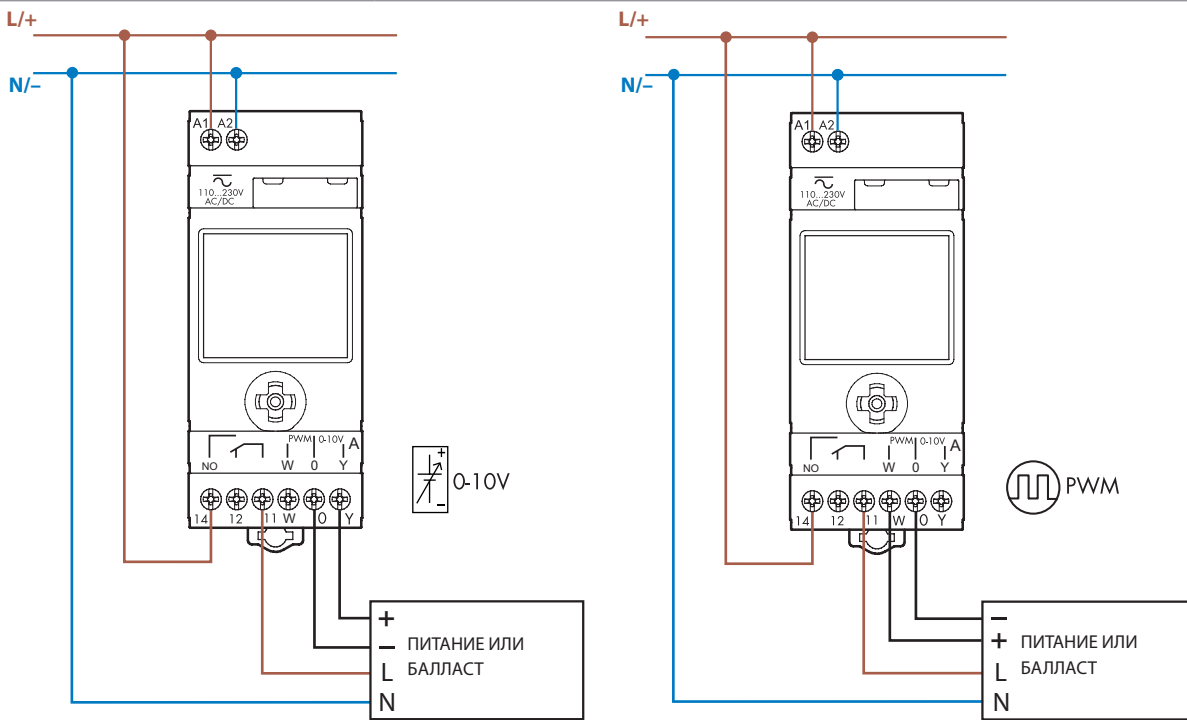 L/+
N/–
A1 A2
110...230V
AC/DC
PWM 0-10V A
NO W 0 Y
14 12 11 W 0 Y
0-10V
+
– ПИТАНИЕ ИЛИ
L БАЛЛАСТ
N
L/+
N/–
A1 A2
110...230V
AC/DC
PWM 0-10V A
NO W 0 Y
14 12 11 W 0 Y
PWM
–
+ ПИТАНИЕ ИЛИ
L БАЛЛАСТ
N